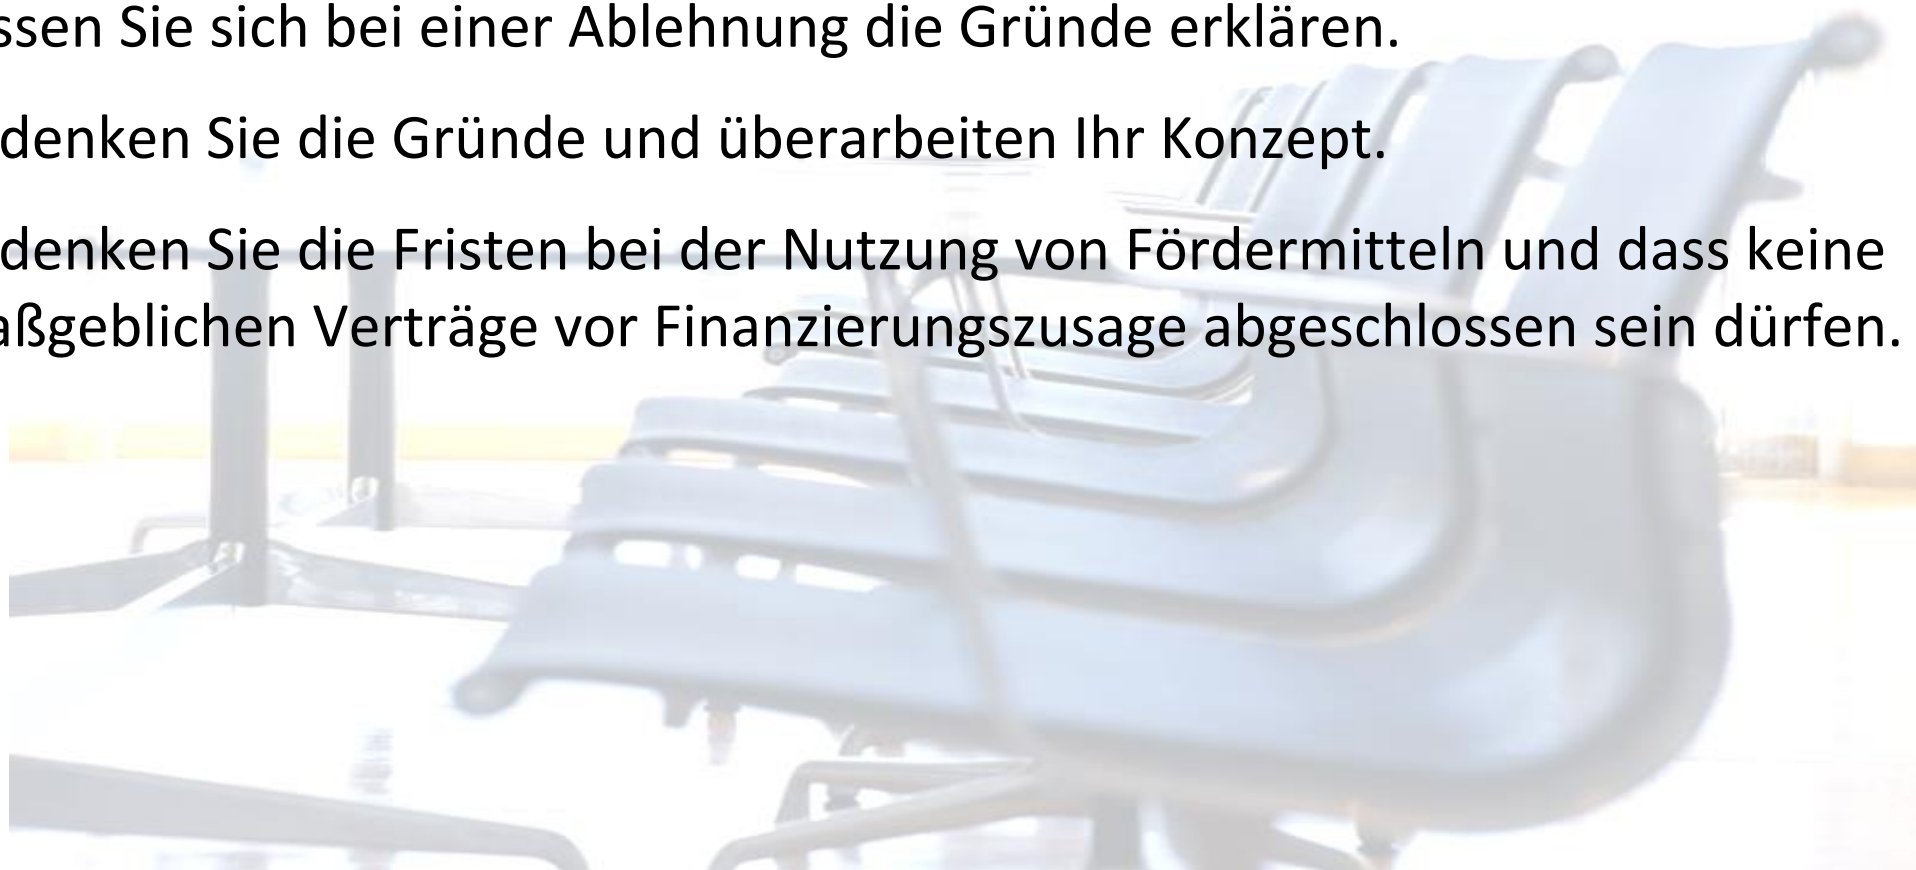 ssen Sie sich bei einer Ablehnung die Gründe erklären.
denken Sie die Gründe und überarbeiten Ihr Konzept.
denken Sie die Fristen bei der Nutzung von Fördermitteln und dass keine
aßgeblichen Verträge vor Finanzierungszusage abgeschlossen sein dürfen.